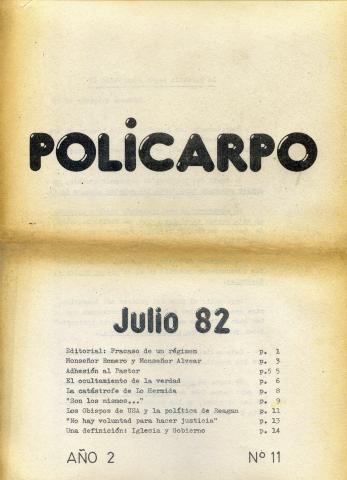 POLICARPO
Julio 82
Editorial: Fracaso de un régimen p. 1
Monseñor Romero y Monseñor Alvear p. 3
Adhesión al Pastor p.5 5
El ocultamiento de la verdad p. 6
La catástrofe de Lo Hermida p. 8
"Son los mismos..." p. 9
Los Obispos de USA y la política de Reagan p. 11
"No hay voluntad para hacer justicia" p. 13
Una definición: Iglesia y Gobierno p. 14
AÑO 2 Nº 11